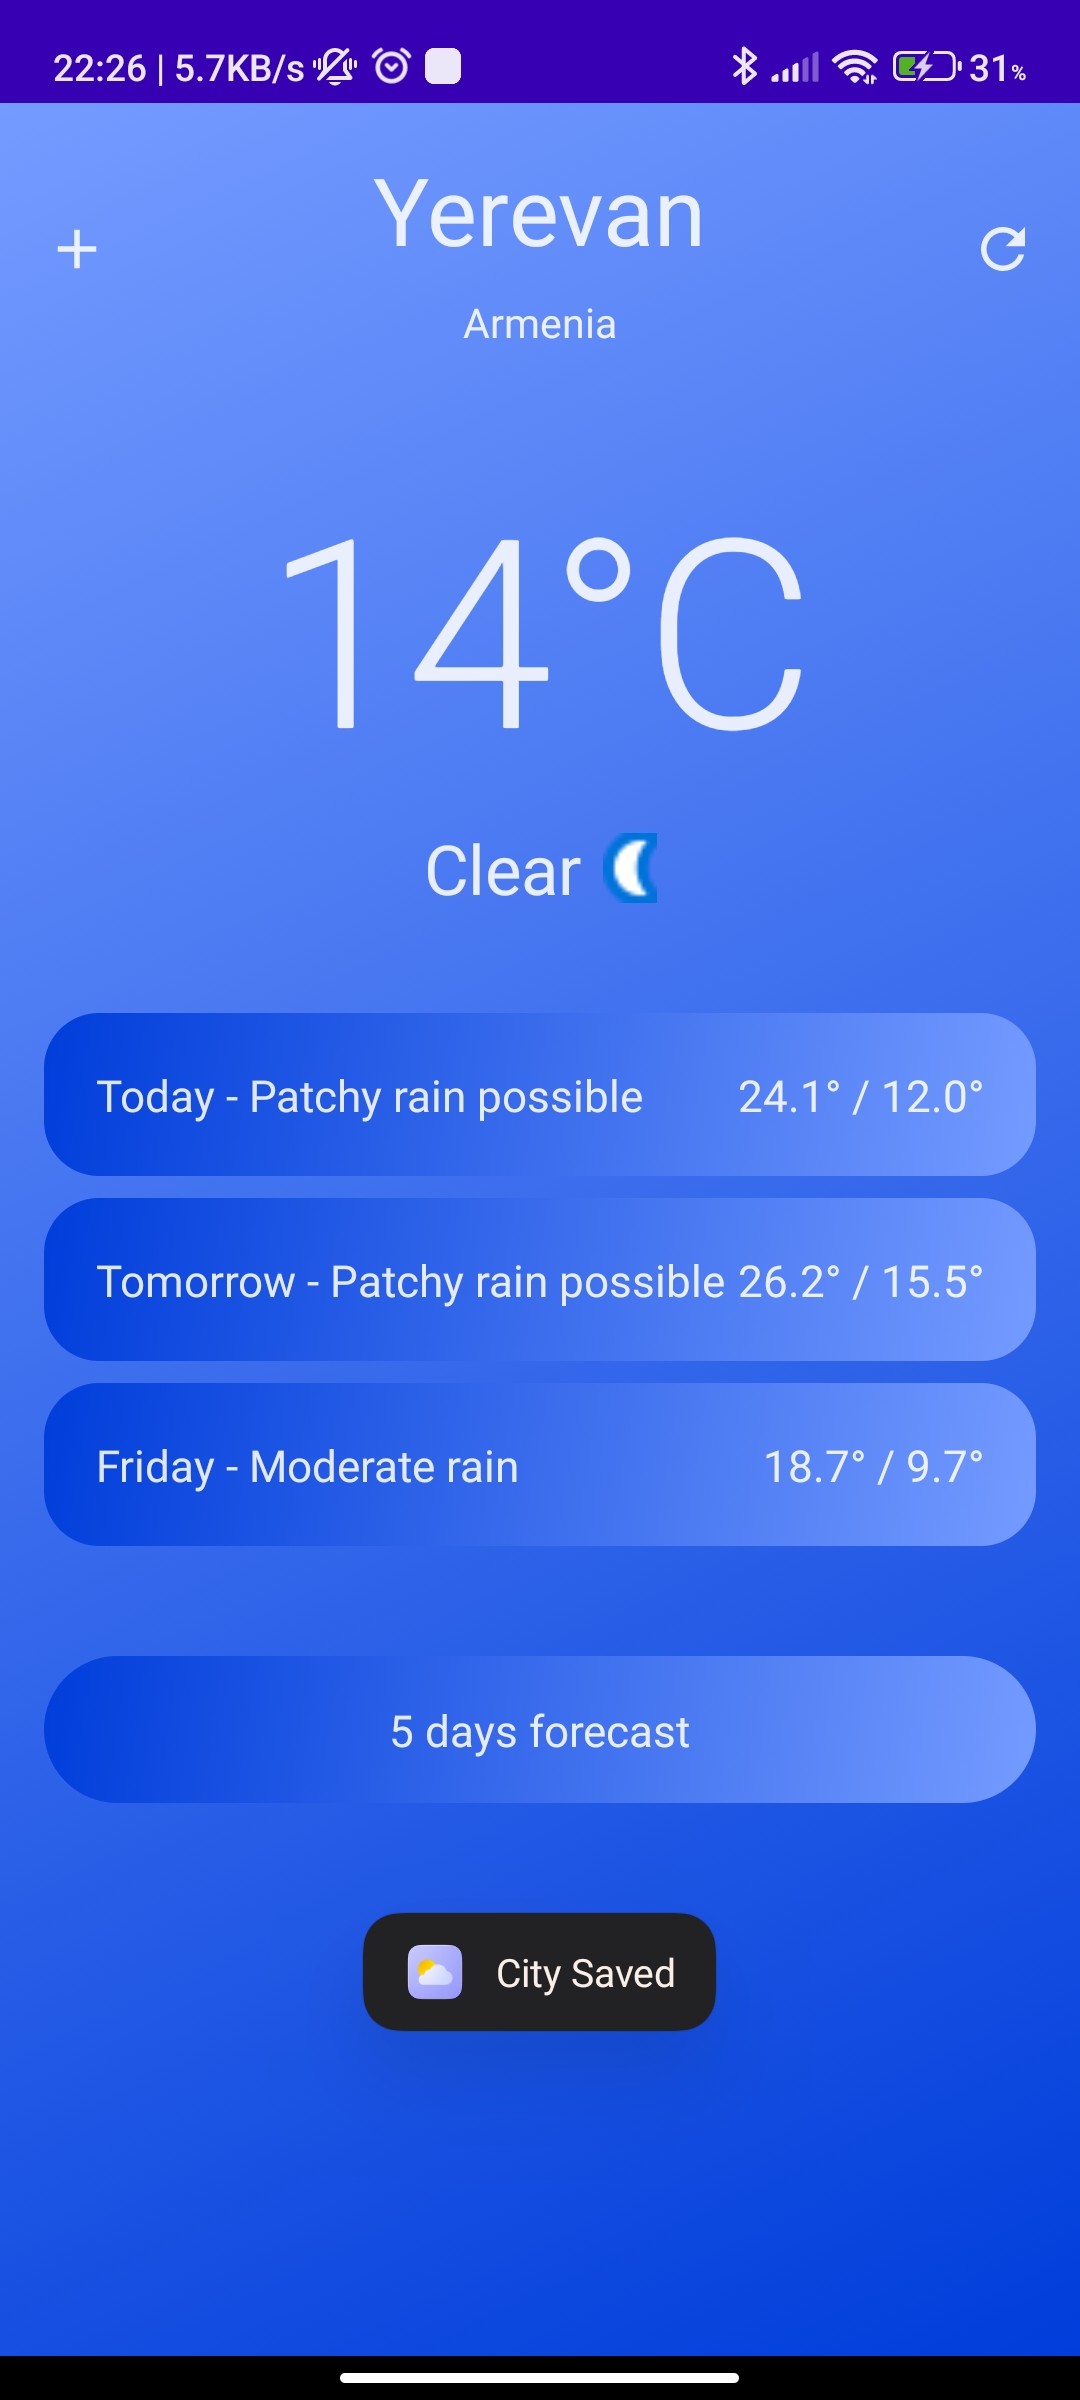 22:26 | 5.7KB/s 31%
Yerevan
Armenia
14°C
Clear
Today - Patchy rain possible 24.1° / 12.0°
Tomorrow - Patchy rain possible 26.2° / 15.5°
Friday - Moderate rain 18.7° / 9.7°
5 days forecast
City Saved